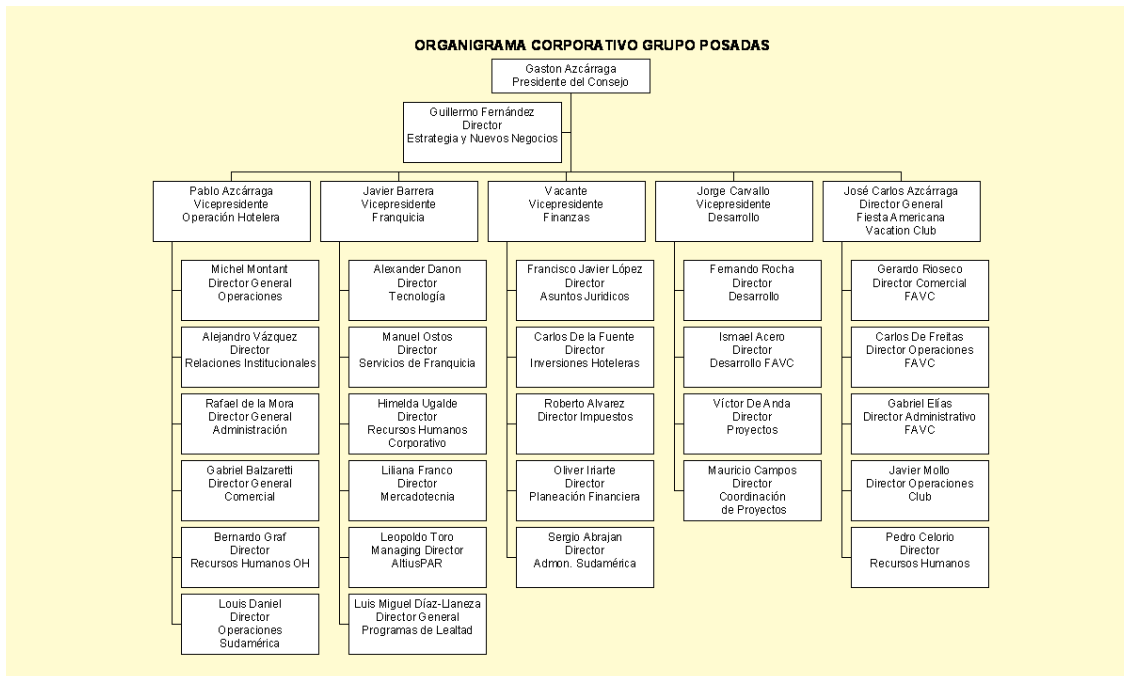 ORGANIGRAMA CORPORATIVO GRUPO POSADAS
Gaston Azcárraga
Presidente del Consejo
Guillermo Fernández
Director
Estrategia y Nuevos Negocios
Pablo Azcárraga
Vicepresidente
Operación Hotelera
Javier Barrera
Vicepresidente
Franquicia
Vacante
Vicepresidente
Finanzas
Jorge Carvallo
Vicepresidente
Desarrollo
José Carlos Azcárraga
Director General
Fiesta Americana
Vacation Club
Michel Montant
Director General
Operaciones
Alejandro Vázquez
Director
Relaciones Institucionales
Rafael de la Mora
Director General
Administración
Gabriel Balzaretti
Director General
Comercial
Bernardo Graf
Director
Recursos Humanos OH
Louis Daniel
Director
Operaciones
Sudamérica
Alexander Danon
Director
Tecnología
Manuel Ostos
Director
Servicios de Franquicia
Himelda Ugalde
Director
Recursos Humanos
Corporativo
Liliana Franco
Director
Mercadotecnia
Leopoldo Toro
Managing Director
AltiusPAR
Luis Miguel Díaz-Llaneza
Director General
Programas de Lealtad
Francisco Javier López
Director
Asuntos Juridicos
Carlos De la Fuente
Director
Inversiones Hoteleras
Roberto Alvarez
Director Impuestos
Oliver Iriarte
Director
Planeación Financiera
Sergio Abrajan
Director
Admon. Sudamérica
Fernando Rocha
Director
Desarrollo
Ismael Acero
Director
Desarrollo FAVC
Víctor De Anda
Director
Proyectos
Mauricio Campos
Director
Coordinación
de Proyectos
Gerardo Rioseco
Director Comercial
FAVC
Carlos De Freitas
Director Operaciones
FAVC
Gabriel Elías
Director Administrativo
FAVC
Javier Mollo
Director Operaciones
Club
Pedro Celorio
Director
Recursos Humanos